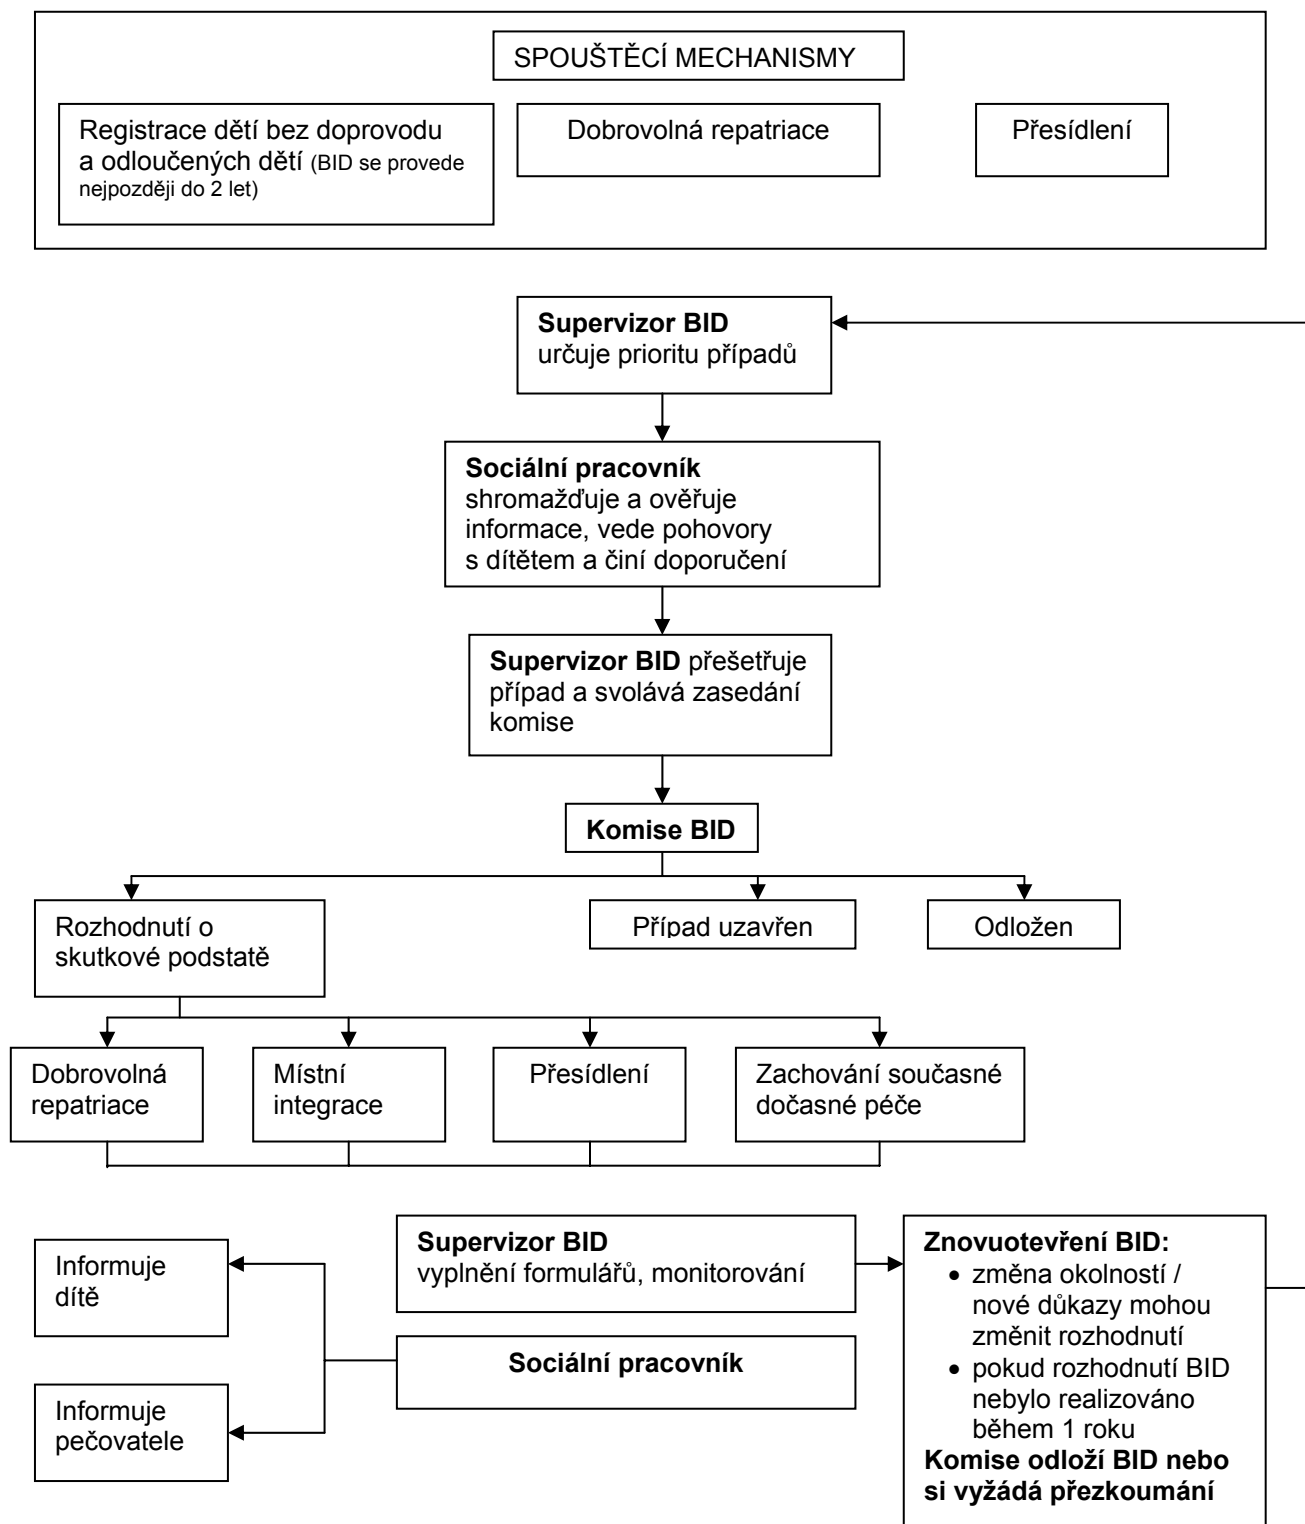 SPOUŠTĚCÍ MECHANISMY
Registrace dětí bez doprovodu
a odloučených dětí (BID se provede
nejpozději do 2 let)
Dobrovolná repatriace
Přesídlení
Supervizor BID
určuje prioritu případů
Sociální pracovník
shromažďuje a ověřuje
informace, vede pohovory
s dítětem a činí doporučení
Supervizor BID přešetřuje
případ a svolává zasedání
komise
Komise BID
Rozhodnutí o
skutkové podstatě
Případ uzavřen
Odložen
Dobrovolná
repatriace
Místní
integrace
Přesídlení
Zachování současné
dočasné péče
Informuje
dítě
Informuje
pečovatele
Supervizor BID
vyplnění formulářů, monitorování
Sociální pracovník
Znovuotevření BID:
• změna okolností /
nové důkazy mohou
změnit rozhodnutí
• pokud rozhodnutí BID
nebylo realizováno
během 1 roku
Komise odloží BID nebo
si vyžádá přezkoumání